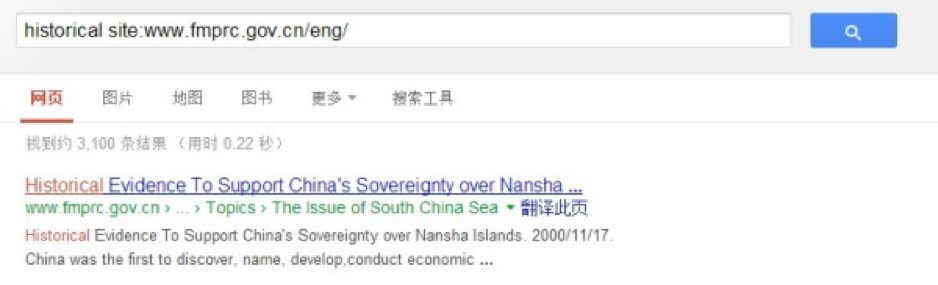 historical site:www.fmprc.gov.cn/eng/
网页 图片 地图 图书 更多 搜索工具
找到约 3,100 条结果 （用时 0.22 秒）
Historical Evidence To Support China's Sovereignty over Nansha ...
www.fmprc.gov.cn › ... › Topics › The Issue of South China Sea 翻译此页
Historical Evidence To Support China's Sovereignty over Nansha Islands. 2000/11/17.
China was the first to discover, name, develop,conduct economic ...